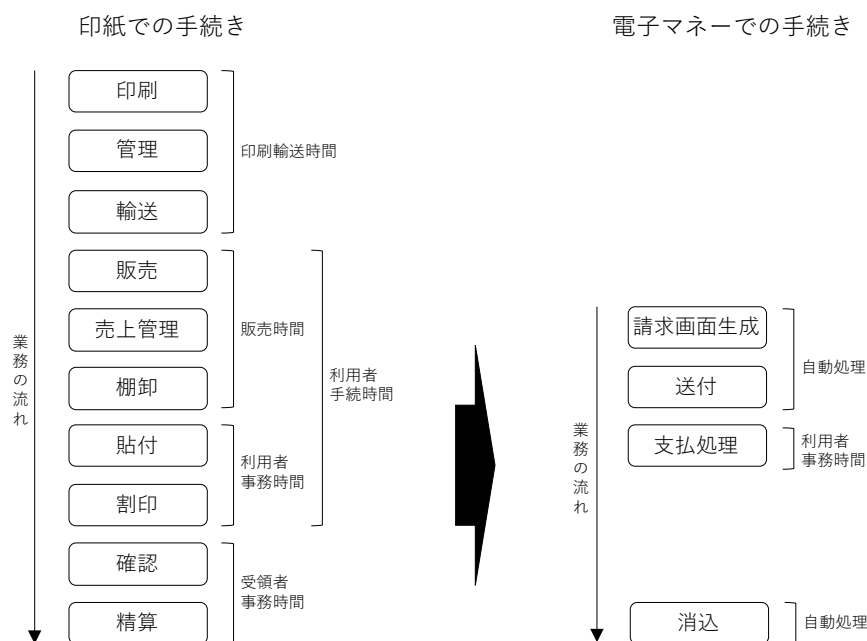 印紙での手続き
印刷
管理
輸送
販売
売上管理
棚卸
貼付
割印
確認
精算
印刷輸送時間
販売時間
利用者
事務時間
受領者
事務時間
利用者
手続時間
業務の流れ
電子マネーでの手続き
請求画面生成
送付
支払処理
消込
自動処理
利用者
事務時間
自動処理
業務の流れ